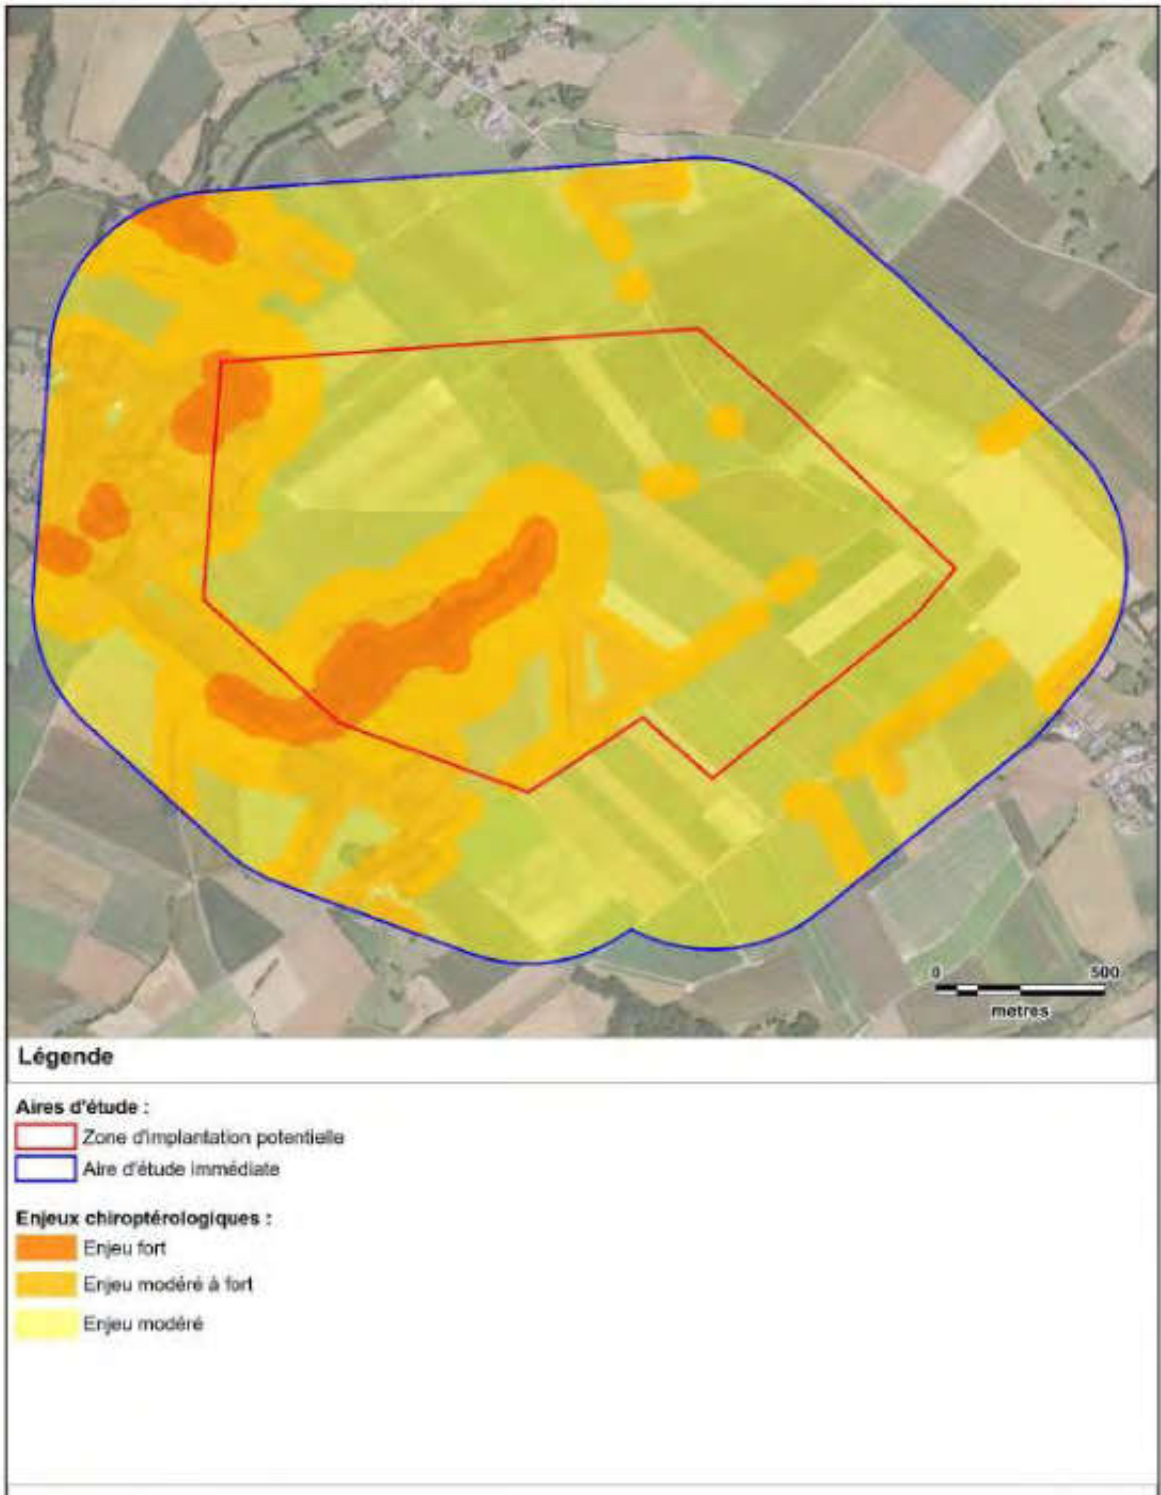 0 500
metres
Légende
Aires d'étude :
Zone d'implantation potentielle
Aire d'étude immédiate
Enjeux chiroptérologiques :
Enjeu fort
Enjeu modéré à fort
Enjeu modéré